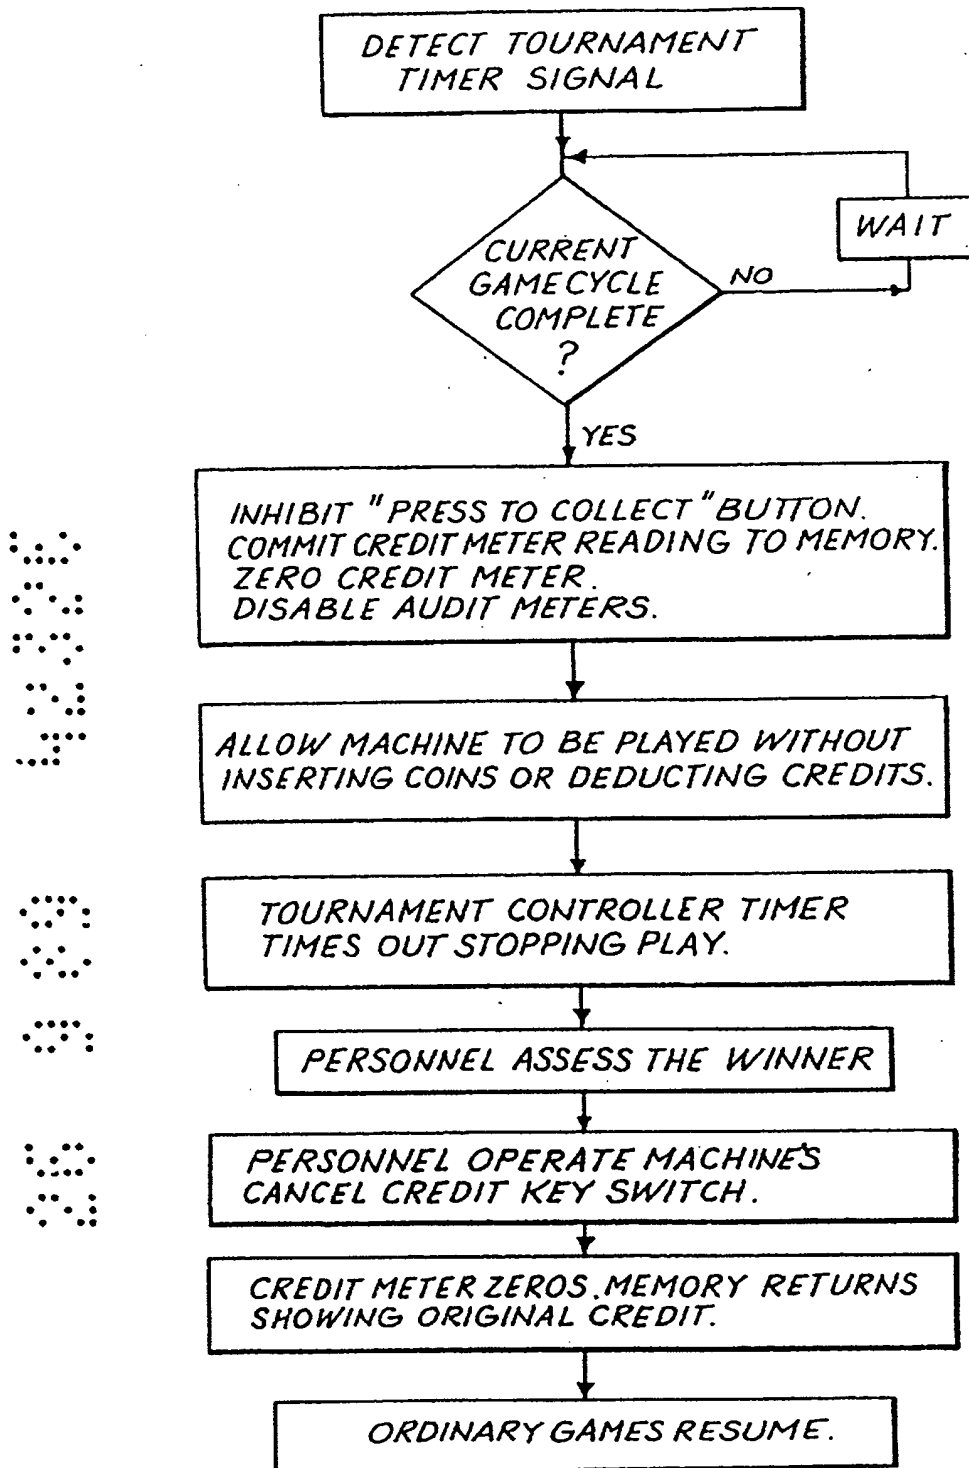 DETECT TOURNAMENT
TIMER SIGNAL
WAIT
CURRENT
GAME CYCLE
COMPLETE
?
NO
YES
INHIBIT "PRESS TO COLLECT" BUTTON.
COMMIT CREDIT METER READING TO MEMORY.
ZERO CREDIT METER.
DISABLE AUDIT METERS.
ALLOW MACHINE TO BE PLAYED WITHOUT
INSERTING COINS OR DEDUCTING CREDITS.
TOURNAMENT CONTROLLER TIMER
TIMES OUT STOPPING PLAY.
PERSONNEL ASSESS THE WINNER
PERSONNEL OPERATE MACHINE'S
CANCEL CREDIT KEY SWITCH.
CREDIT METER ZEROS. MEMORY RETURNS
SHOWING ORIGINAL CREDIT.
ORDINARY GAMES RESUME.